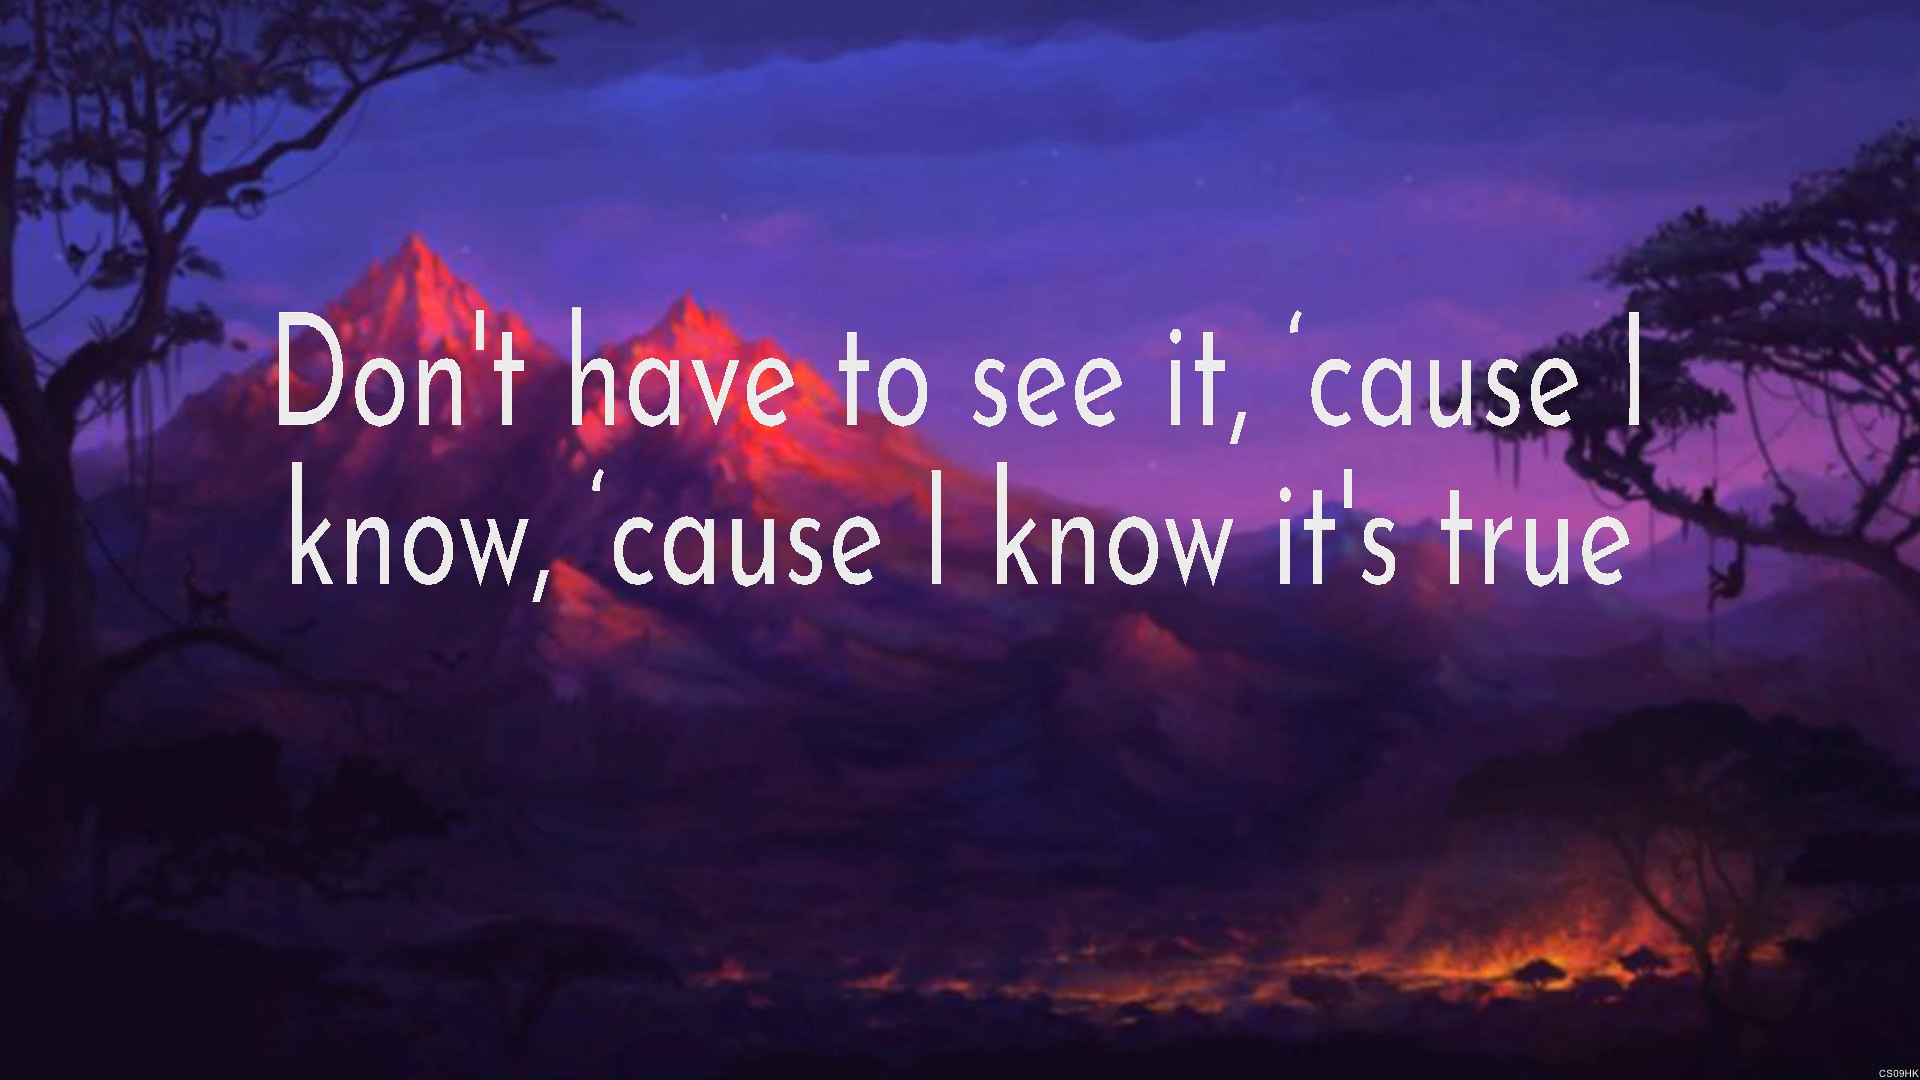 Don't have to see it, ‘cause I
know, ‘cause I know it's true
CS09HK